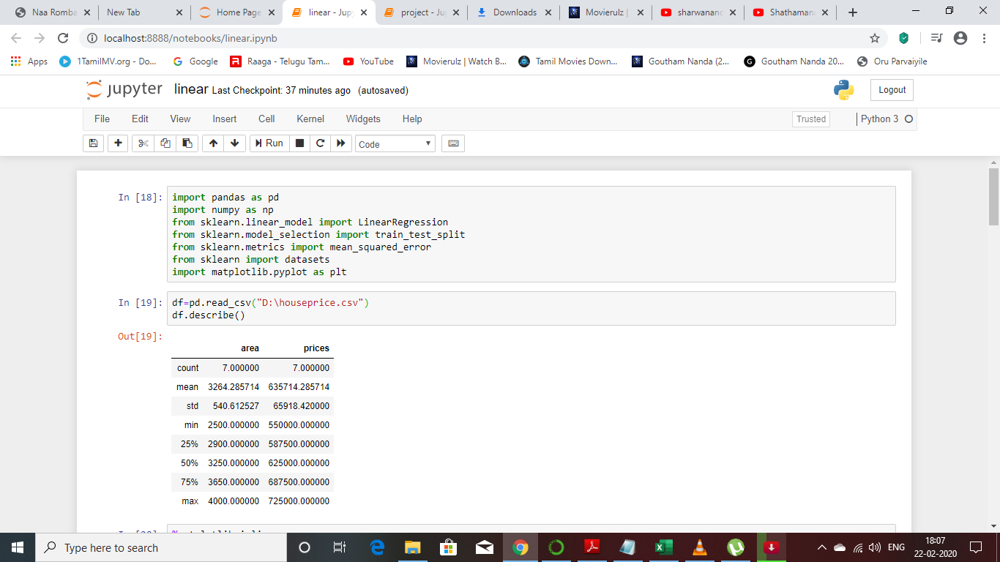 Naa Romba
New Tab
Home Page
linear - Jup
project - Ju
Downloads
Movierulz |
sharwanand
Shathaman
localhost:8888/notebooks/linear.ipynb
Apps
1TamilMV.org - Do...
Google
Raaga - Telugu Tam...
YouTube
Movierulz | Watch B...
Tamil Movies Down...
Goutham Nanda (2...
Goutham Nanda 20...
Oru Parvaiyile
jupyter linear Last Checkpoint: 37 minutes ago (autosaved)
Logout
File Edit View Insert Cell Kernel Widgets Help
Trusted
Python 3
Run
Code
In [18]:
import pandas as pd
import numpy as np
from sklearn.linear_model import LinearRegression
from sklearn.model_selection import train_test_split
from sklearn.metrics import mean_squared_error
from sklearn import datasets
import matplotlib.pyplot as plt
In [19]:
df=pd.read_csv("D:\houseprice.csv")
df.describe()
Out[19]:
area prices
count 7.000000 7.000000
mean 3264.285714 635714.285714
std 540.612527 65918.420000
min 2500.000000 550000.000000
25% 2900.000000 587500.000000
50% 3250.000000 625000.000000
75% 3650.000000 687500.000000
max 4000.000000 725000.000000
Type here to search
ENG
18:07
22-02-2020